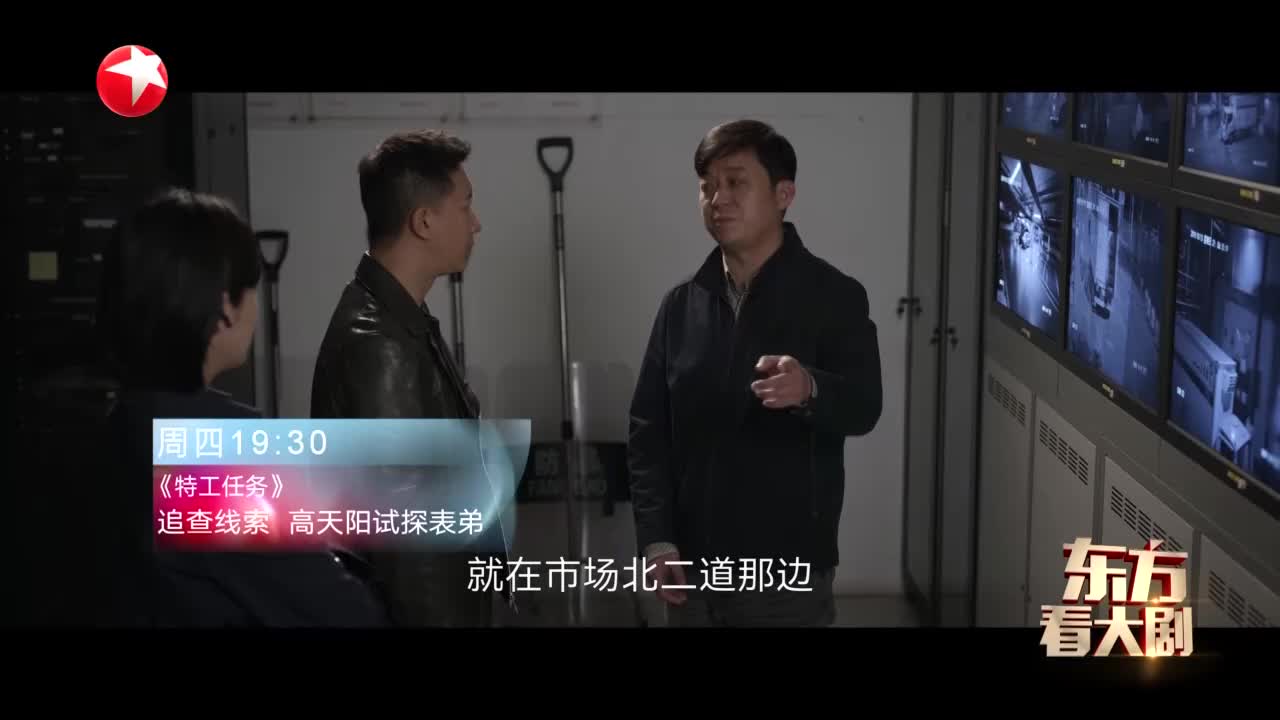 周四19:30
《特工任务》
追查线索 高天阳试探表弟
就在市场北二道那边
东方
看大剧